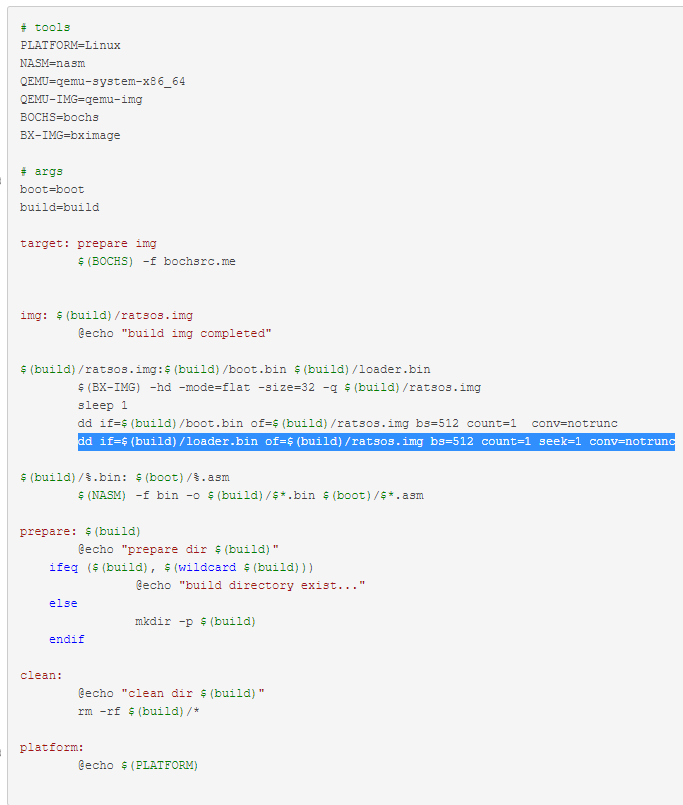 # tools
PLATFORM=Linux
NASM=nasm
QEMU=qemu-system-x86_64
QEMU-IMG=qemu-img
BOCHS=bochs
BX-IMG=bximage
# args
boot=boot
build=build
target: prepare img
$(BOCHS) -f bochsrc.me
img: $(build)/ratsos.img
@echo "build img completed"
$(build)/ratsos.img:$(build)/boot.bin $(build)/loader.bin
$(BX-IMG) -hd -mode=flat -size=32 -q $(build)/ratsos.img
sleep 1
dd if=$(build)/boot.bin of=$(build)/ratsos.img bs=512 count=1  conv=notrunc
dd if=$(build)/loader.bin of=$(build)/ratsos.img bs=512 count=1 seek=1 conv=notrunc
$(build)/%.bin: $(boot)/%.asm
$(NASM) -f bin -o $(build)/$*.bin $(boot)/$*.asm
prepare: $(build)
@echo "prepare dir $(build)"
ifeq ($(build), $(wildcard $(build)))
@echo "build directory exist..."
else
mkdir -p $(build)
endif
clean:
@echo "clean dir $(build)"
rm -rf $(build)/*
platform:
@echo $(PLATFORM)